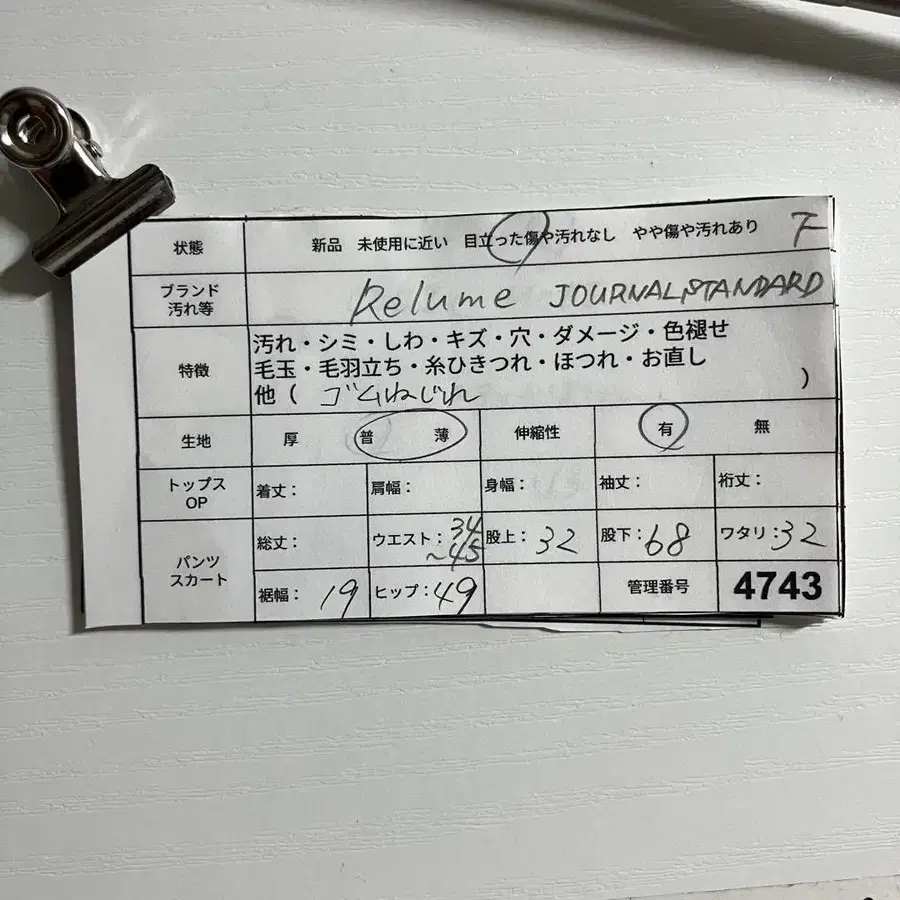 状態 新品 未使用に近い 目立った傷や汚れなし やや傷や汚れあり
ブランド 汚れ等 Relume JOURNAL STANDARD
特徴 汚れ・シミ・しわ・キズ・穴・ダメージ・色褪せ
毛玉・毛羽立ち・糸ひきつれ・ほつれ・お直し
他（ ゴムねじれ ）
生地 厚 普 薄 伸縮性 有 無
トップス OP 着丈： 肩幅： 身幅： 袖丈： 裄丈：
パンツ スカート 総丈： ウエスト：34～45 股上：32 股下：68 ワタリ：32
裾幅： 19 ヒップ：49 管理番号 4743